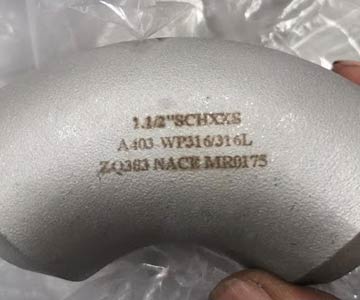 1.1/2"SCHXXS
A403 WP316/316L
ZQ383 NACE MR0175